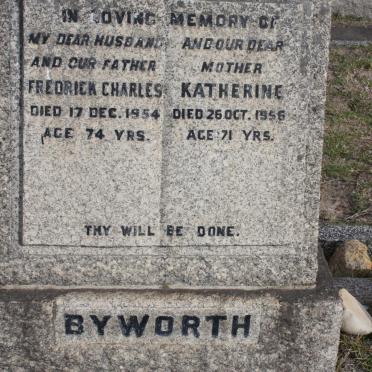 IN LOVING MEMORY OF
MY DEAR HUSBAND
AND OUR FATHER
FREDRICK CHARLES
DIED 17 DEC. 1954
AGE 74 YRS.
AND OUR DEAR
MOTHER
KATHERINE
DIED 26 OCT. 1956
AGE 71 YRS.
THY WILL BE DONE.
BYWORTH